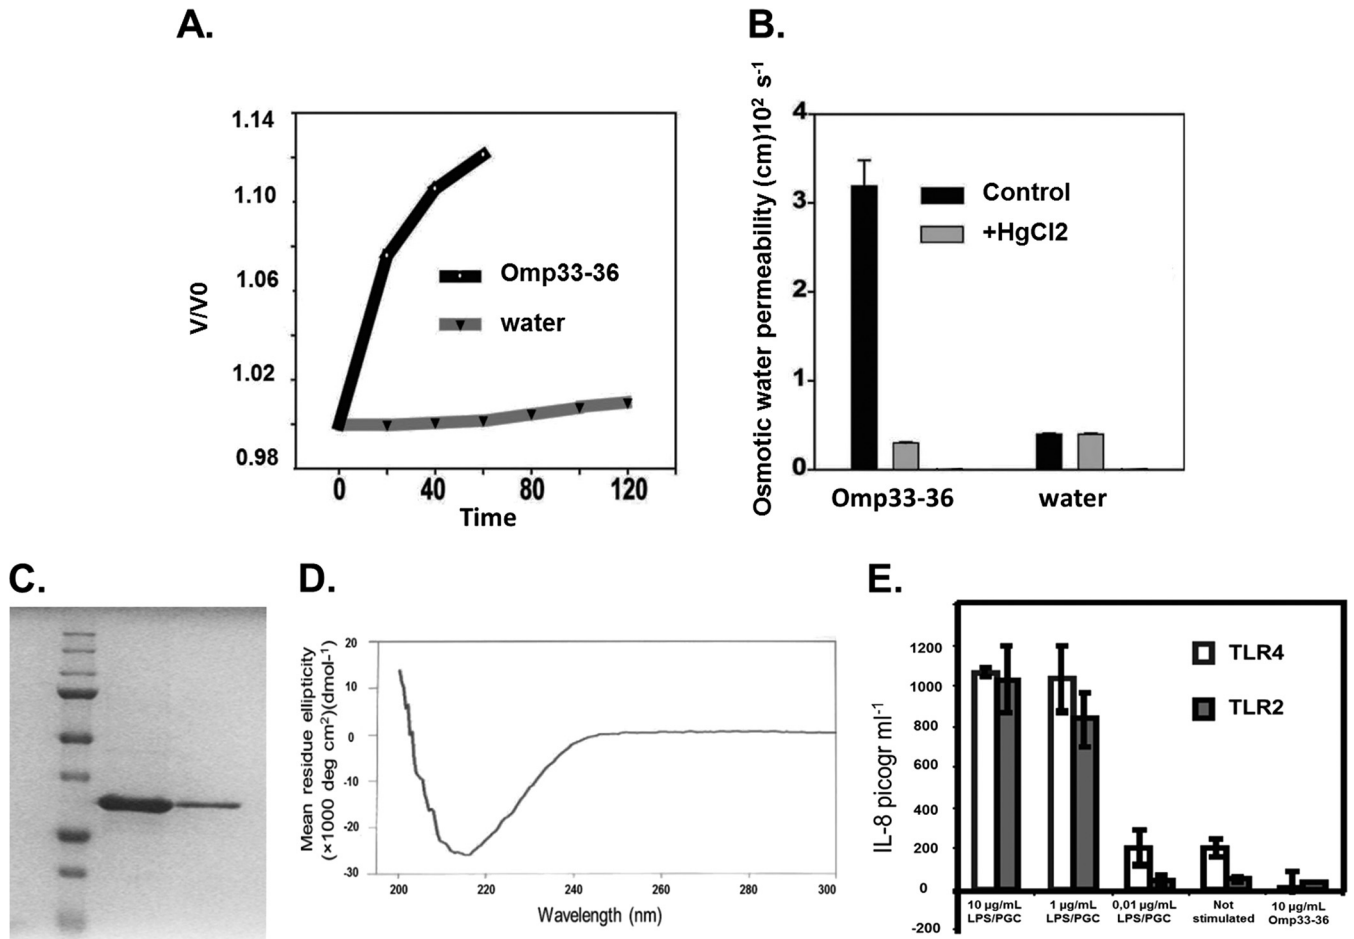 A.
1.14
1.10
1.06
1.02
0.98
V/V0
Omp33-36
water
0 40 80 120
Time
B.
Osmotic water permeability (cm)10² s⁻¹
4
3
2
1
0
Control
+HgCl2
Omp33-36 water
C.
D.
Mean residue ellipticity
(×1000 deg cm²)(dmol-¹)
20
10
0
-10
-20
-30
200 220 240 260 280 300
Wavelength (nm)
E.
IL-8 picogr ml⁻¹
1200
1000
800
600
400
200
0
-200
TLR4
TLR2
10 µg/mL
LPS/PGC
1 µg/mL
LPS/PGC
0,01 µg/mL
LPS/PGC
Not
stimulated
10 µg/mL
Omp33-36